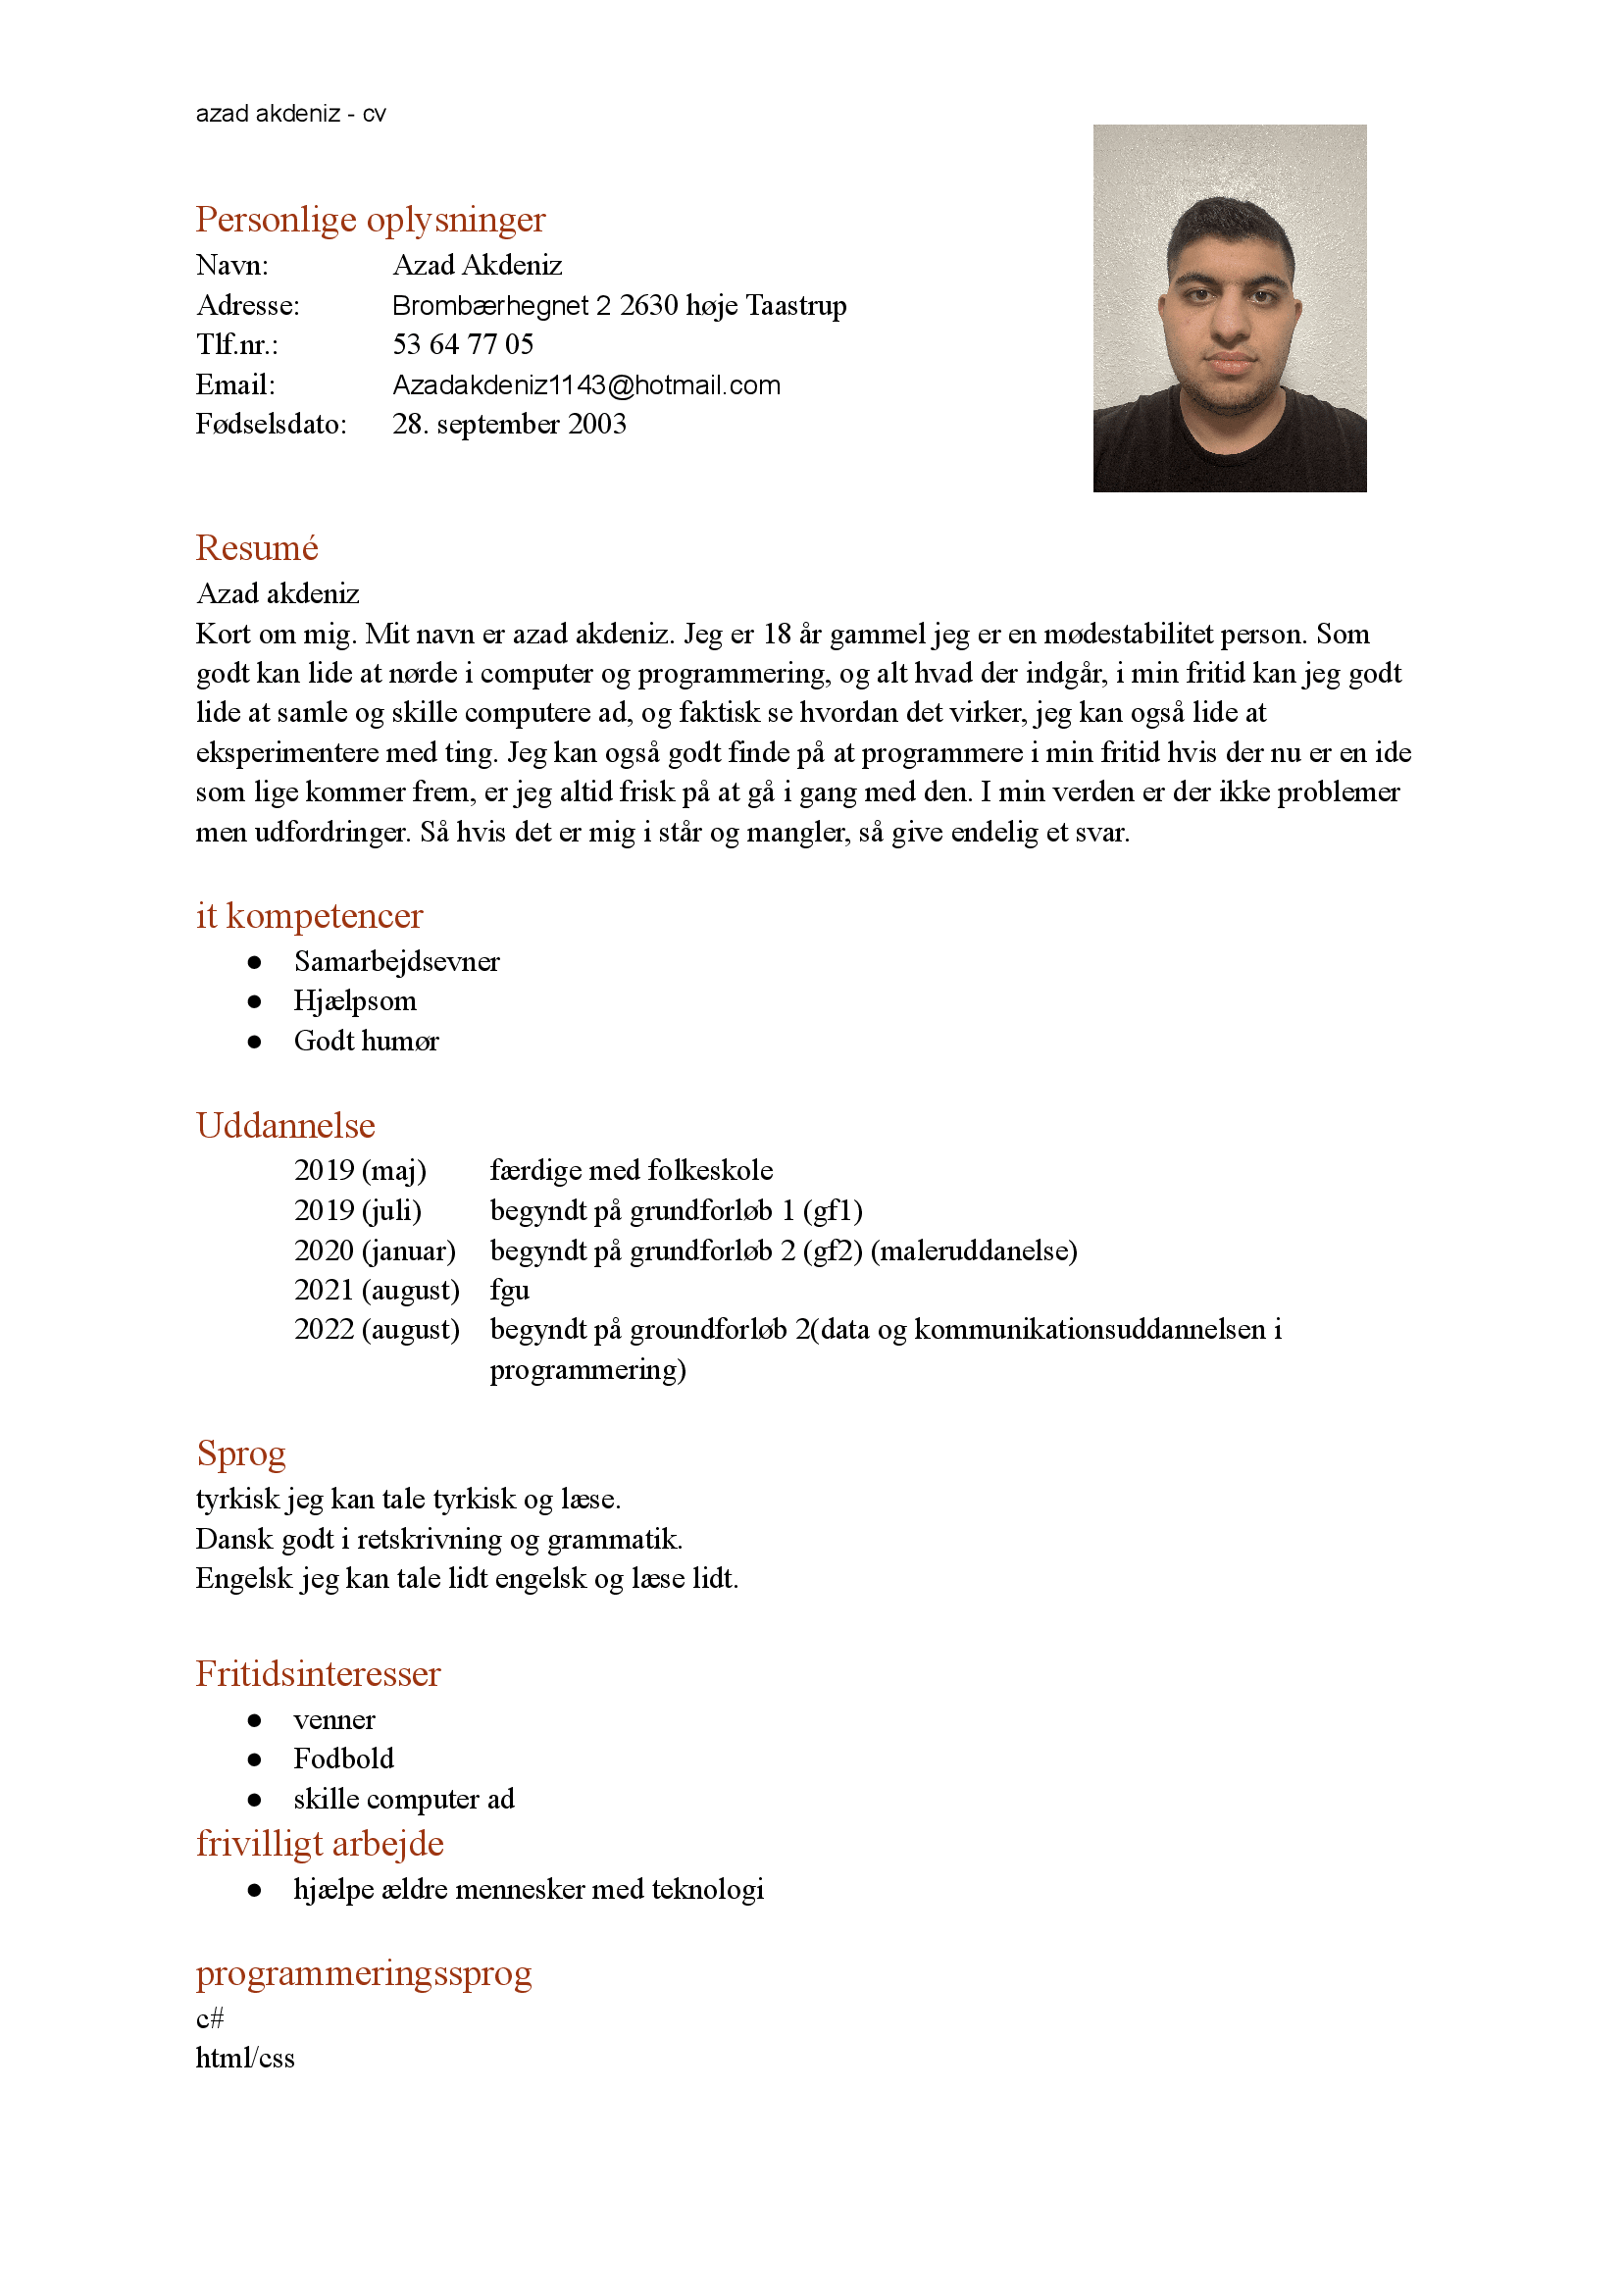 azad akdeniz - cv
Personlige oplysninger
Navn: Azad Akdeniz
Adresse: Brombærhegnet 2 2630 høje Taastrup
Tlf.nr.: 53 64 77 05
Email: Azadakdeniz1143@hotmail.com
Fødselsdato: 28. september 2003
Resumé
Azad akdeniz
Kort om mig. Mit navn er azad akdeniz. Jeg er 18 år gammel jeg er en mødestabilitet person. Som
godt kan lide at nørde i computer og programmering, og alt hvad der indgår, i min fritid kan jeg godt
lide at samle og skille computere ad, og faktisk se hvordan det virker, jeg kan også lide at
eksperimentere med ting. Jeg kan også godt finde på at programmere i min fritid hvis der nu er en ide
som lige kommer frem, er jeg altid frisk på at gå i gang med den. I min verden er der ikke problemer
men udfordringer. Så hvis det er mig i står og mangler, så give endelig et svar.
it kompetencer
● Samarbejdsevner
● Hjælpsom
● Godt humør
Uddannelse
2019 (maj) færdige med folkeskole
2019 (juli) begyndt på grundforløb 1 (gf1)
2020 (januar) begyndt på grundforløb 2 (gf2) (maleruddanelse)
2021 (august) fgu
2022 (august) begyndt på groundforløb 2(data og kommunikationsuddannelsen i
programmering)
Sprog
tyrkisk jeg kan tale tyrkisk og læse.
Dansk godt i retskrivning og grammatik.
Engelsk jeg kan tale lidt engelsk og læse lidt.
Fritidsinteresser
● venner
● Fodbold
● skille computer ad
frivilligt arbejde
● hjælpe ældre mennesker med teknologi
programmeringssprog
c#
html/css